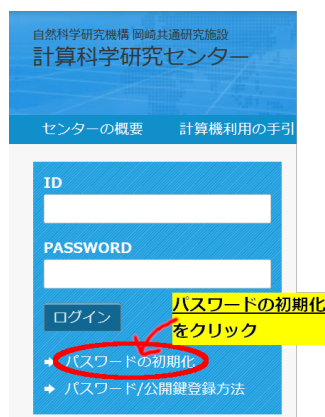 自然科学研究機構 岡崎共通研究施設
計算科学研究センター
センターの概要 計算機利用の手引
ID
PASSWORD
ログイン
パスワードの初期化
をクリック
パスワードの初期化
パスワード/公開鍵登録方法